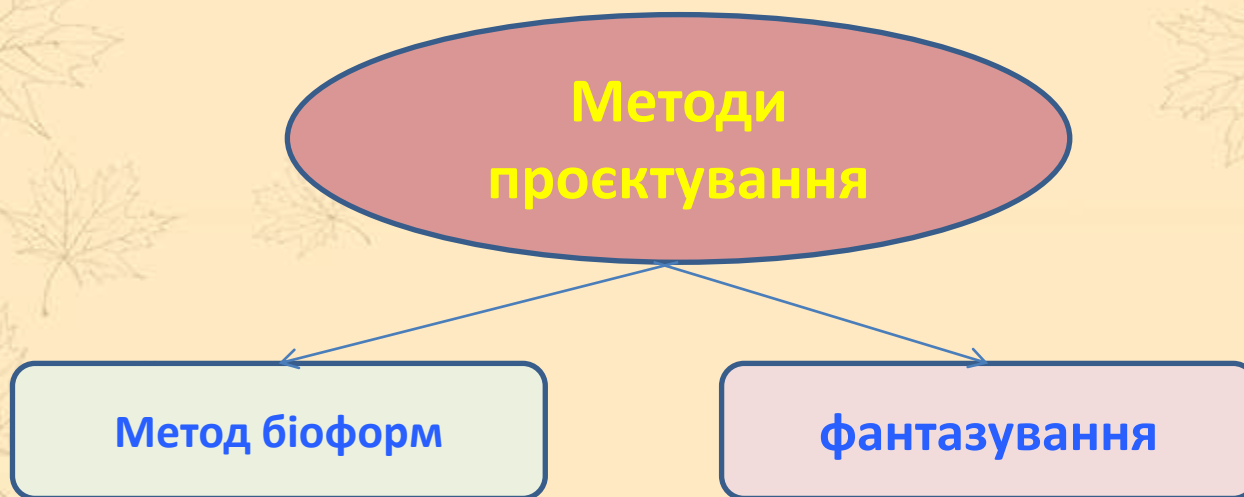 Методи
проєктування
Метод біоформ
фантазування